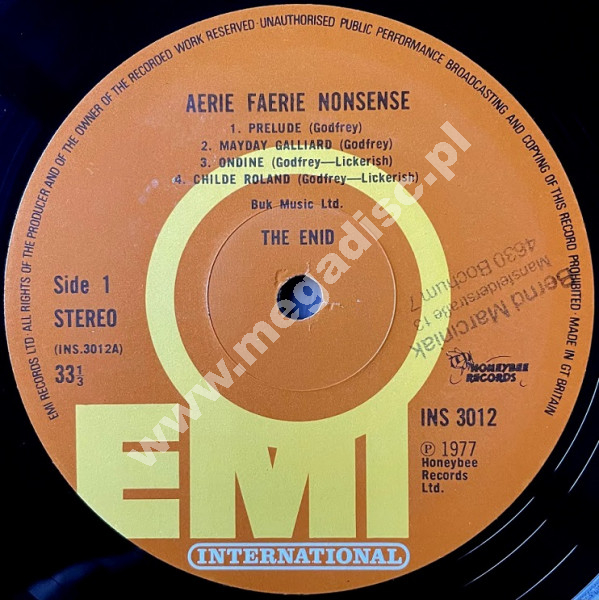 EMI RECORDS LTD·ALL RIGHTS OF THE PRODUCER AND OF THE OWNER OF THE RECORDED WORK RESERVED·UNAUTHORISED PUBLIC PERFORMANCE BROADCASTING AND COPYING OF THIS RECORD PROHIBITED MADE IN GT BRITAIN
AERIE FAERIE NONSENSE
1. PRELUDE (Godfrey)
2. MAYDAY GALLIARD (Godfrey)
3. ONDINE (Godfrey—Lickerish)
4. CHILDE ROLAND (Godfrey—Lickerish)
Buk Music Ltd.
THE ENID
Side 1
STEREO
(INS.3012A)
33⅓
Bernd Marciniak
Mansfelderstraße 13
4630 Bochum 7
HONEYBEE
RECORDS
INS 3012
Ⓟ 1977
Honeybee
Records
Ltd.
EMI
INTERNATIONAL
www.megadisc.pl